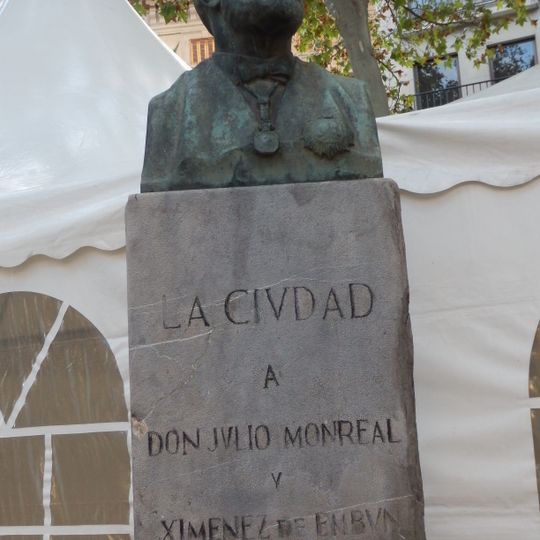 LA CIVDAD
A
DON JVLIO MONREAL
Y
XIMENEZ DE EMBVN